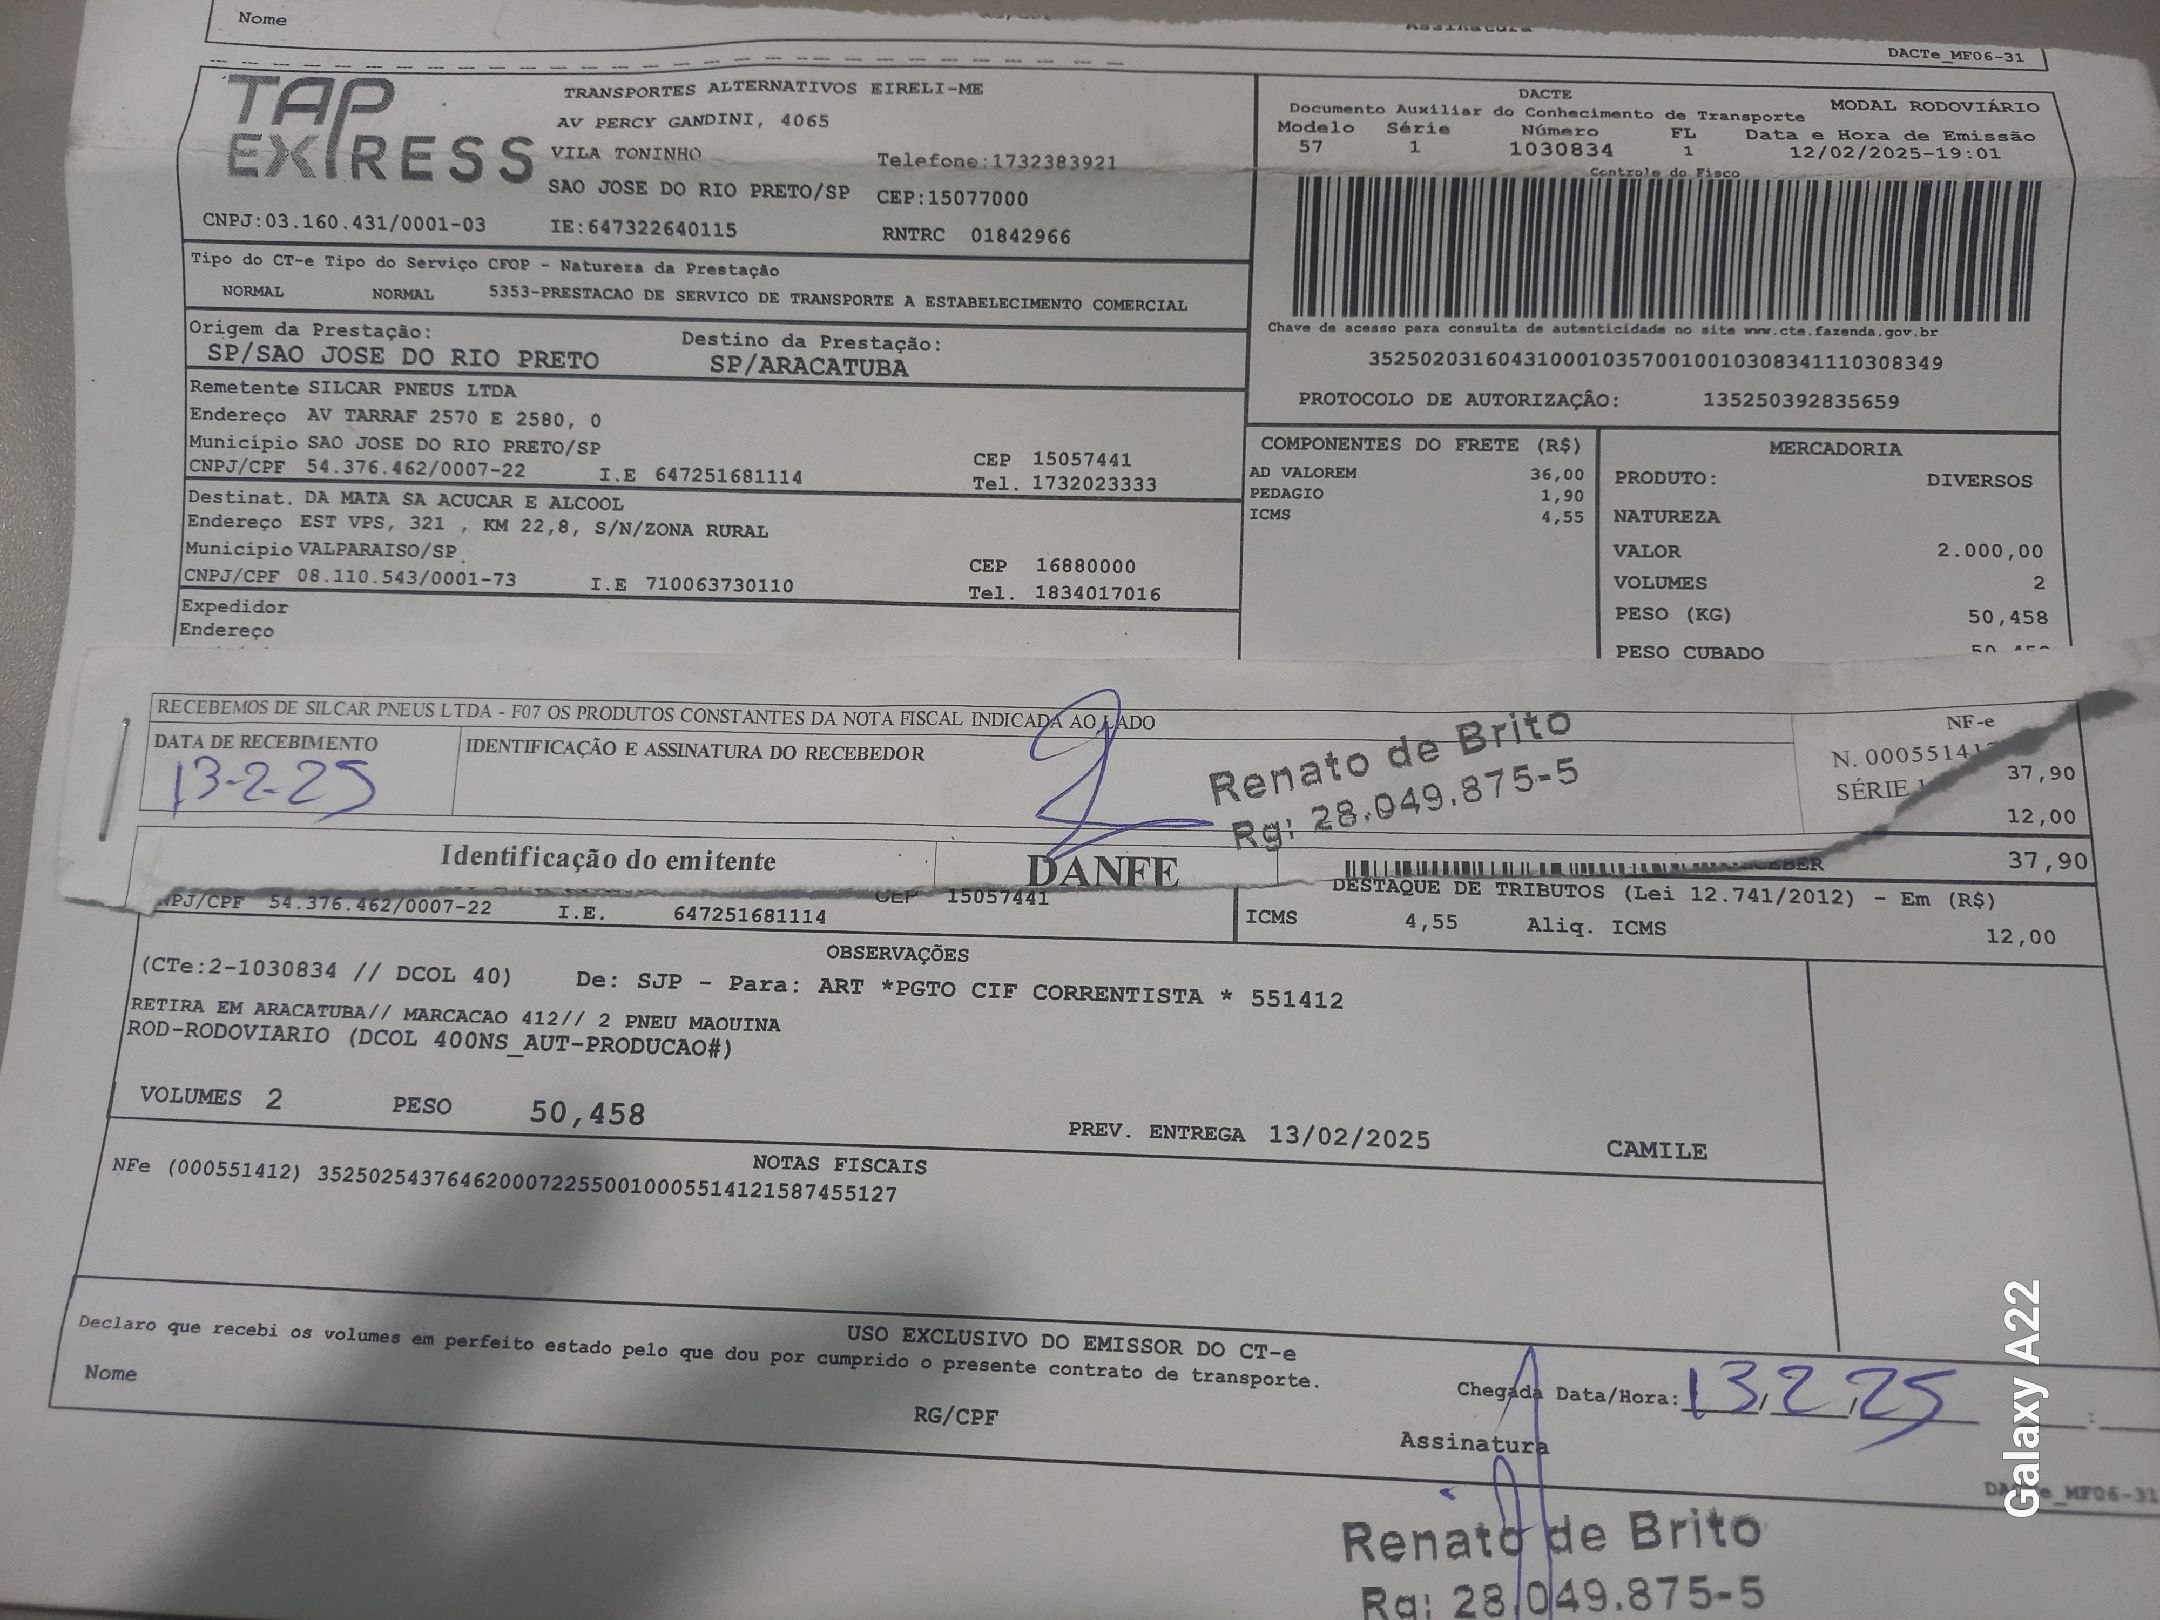 Nome
Assinatura
DACTe_MF06-31
TAP EXPRESS
TRANSPORTES ALTERNATIVOS EIRELI-ME
AV PERCY GANDINI, 4065
VILA TONINHO Telefone:1732383921
SAO JOSE DO RIO PRETO/SP CEP:15077000
CNPJ:03.160.431/0001-03 IE:647322640115 RNTRC 01842966
DACTE
MODAL RODOVIÁRIO
Documento Auxiliar do Conhecimento de Transporte
Modelo Série Número FL Data e Hora de Emissão
57 1 1030834 1 12/02/2025-19:01
Controle do Fisco
Chave de acesso para consulta de autenticidade no site www.cte.fazenda.gov.br
35250203160431000103570010010308341110308349
PROTOCOLO DE AUTORIZAÇÂO: 135250392835659
Tipo do CT-e Tipo do Serviço CFOP - Natureza da Prestação
NORMAL NORMAL 5353-PRESTACAO DE SERVICO DE TRANSPORTE A ESTABELECIMENTO COMERCIAL
Origem da Prestação: Destino da Prestação:
SP/SAO JOSE DO RIO PRETO SP/ARACATUBA
Remetente SILCAR PNEUS LTDA
Endereço AV TARRAF 2570 E 2580, 0
Município SAO JOSE DO RIO PRETO/SP CEP 15057441
CNPJ/CPF 54.376.462/0007-22 I.E 647251681114 Tel. 1732023333
Destinat. DA MATA SA ACUCAR E ALCOOL
Endereço EST VPS, 321 , KM 22,8, S/N/ZONA RURAL
Município VALPARAISO/SP CEP 16880000
CNPJ/CPF 08.110.543/0001-73 I.E 710063730110 Tel. 1834017016
Expedidor
Endereço
COMPONENTES DO FRETE (R$)
AD VALOREM 36,00
PEDAGIO 1,90
ICMS 4,55
MERCADORIA
PRODUTO: DIVERSOS
NATUREZA
VALOR 2.000,00
VOLUMES 2
PESO (KG) 50,458
PESO CUBADO
RECEBEMOS DE SILCAR PNEUS LTDA - F07 OS PRODUTOS CONSTANTES DA NOTA FISCAL INDICADA AO LADO
DATA DE RECEBIMENTO IDENTIFICAÇÃO E ASSINATURA DO RECEBEDOR
13-2-25
Renato de Brito
Rg: 28.049.875-5
NF-e
N. 00055141
SÉRIE 1
37,90
12,00
37,90
Identificação do emitente DANFE
CNPJ/CPF 54.376.462/0007-22 I.E. 647251681114 CEP 15057441
DESTAQUE DE TRIBUTOS (Lei 12.741/2012) - Em (R$)
ICMS 4,55 Aliq. ICMS 12,00
OBSERVAÇÕES
(CTe:2-1030834 // DCOL 40) De: SJP - Para: ART *PGTO CIF CORRENTISTA * 551412
RETIRA EM ARACATUBA// MARCACAO 412// 2 PNEU MAQUINA
ROD-RODOVIARIO (DCOL 400NS_AUT-PRODUCAO#)
VOLUMES 2 PESO 50,458
PREV. ENTREGA 13/02/2025 CAMILE
NOTAS FISCAIS
NFe (000551412) 35250254376462000722550010005514121587455127
USO EXCLUSIVO DO EMISSOR DO CT-e
Declaro que recebi os volumes em perfeito estado pelo que dou por cumprido o presente contrato de transporte.
Nome RG/CPF
Chegada Data/Hora: 13/2/25
Assinatura
DACTe_MF06-31
Renato de Brito
Rg: 28.049.875-5
Galaxy A22